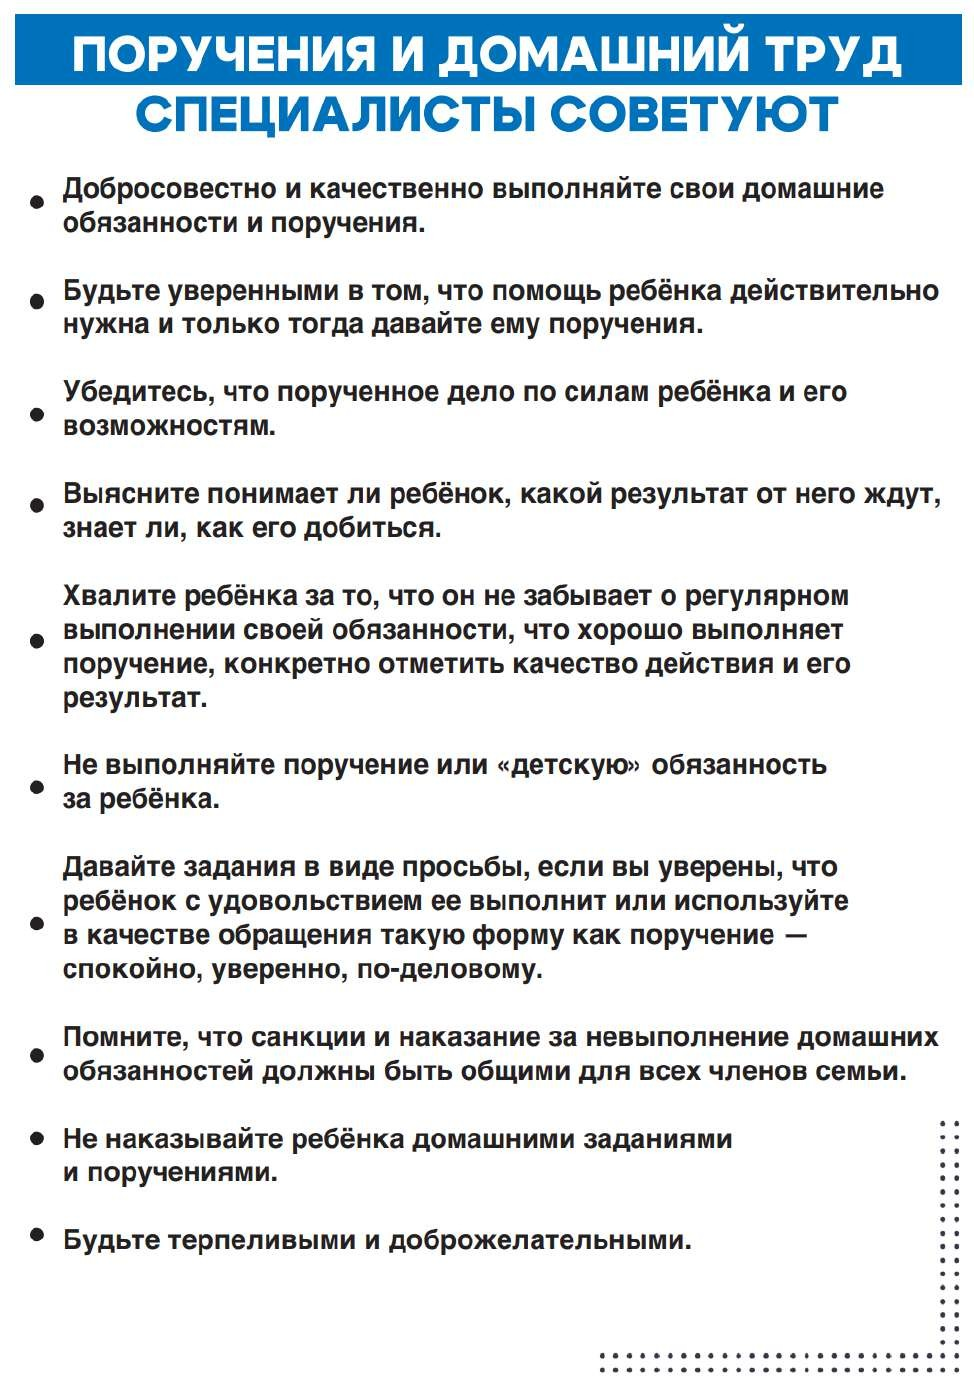 ПОРУЧЕНИЯ И ДОМАШНИЙ ТРУД
СПЕЦИАЛИСТЫ СОВЕТУЮТ
• Добросовестно и качественно выполняйте свои домашние
обязанности и поручения.
• Будьте уверенными в том, что помощь ребёнка действительно
нужна и только тогда давайте ему поручения.
• Убедитесь, что порученное дело по силам ребёнка и его
возможностям.
• Выясните понимает ли ребёнок, какой результат от него ждут,
знает ли, как его добиться.
• Хвалите ребёнка за то, что он не забывает о регулярном
выполнении своей обязанности, что хорошо выполняет
поручение, конкретно отметить качество действия и его
результат.
• Не выполняйте поручение или «детскую» обязанность
за ребёнка.
• Давайте задания в виде просьбы, если вы уверены, что
ребёнок с удовольствием ее выполнит или используйте
в качестве обращения такую форму как поручение —
спокойно, уверенно, по-деловому.
• Помните, что санкции и наказание за невыполнение домашних
обязанностей должны быть общими для всех членов семьи.
• Не наказывайте ребёнка домашними заданиями
и поручениями.
• Будьте терпеливыми и доброжелательными.